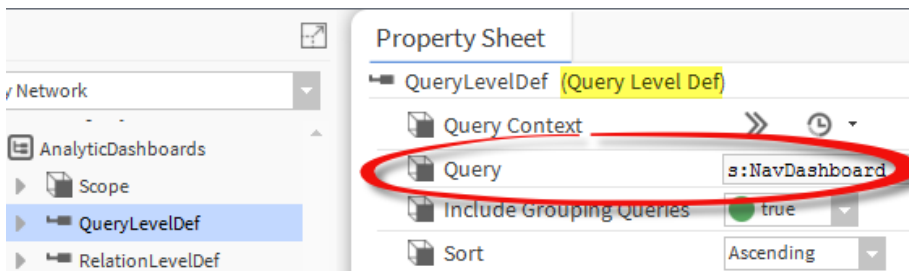 Property Sheet
QueryLevelDef (Query Level Def)
y Network
Query Context
AnalyticDashboards
Query s:NavDashboard
Scope
Include Grouping Queries true
QueryLevelDef
Sort Ascending
RelationLevelDef